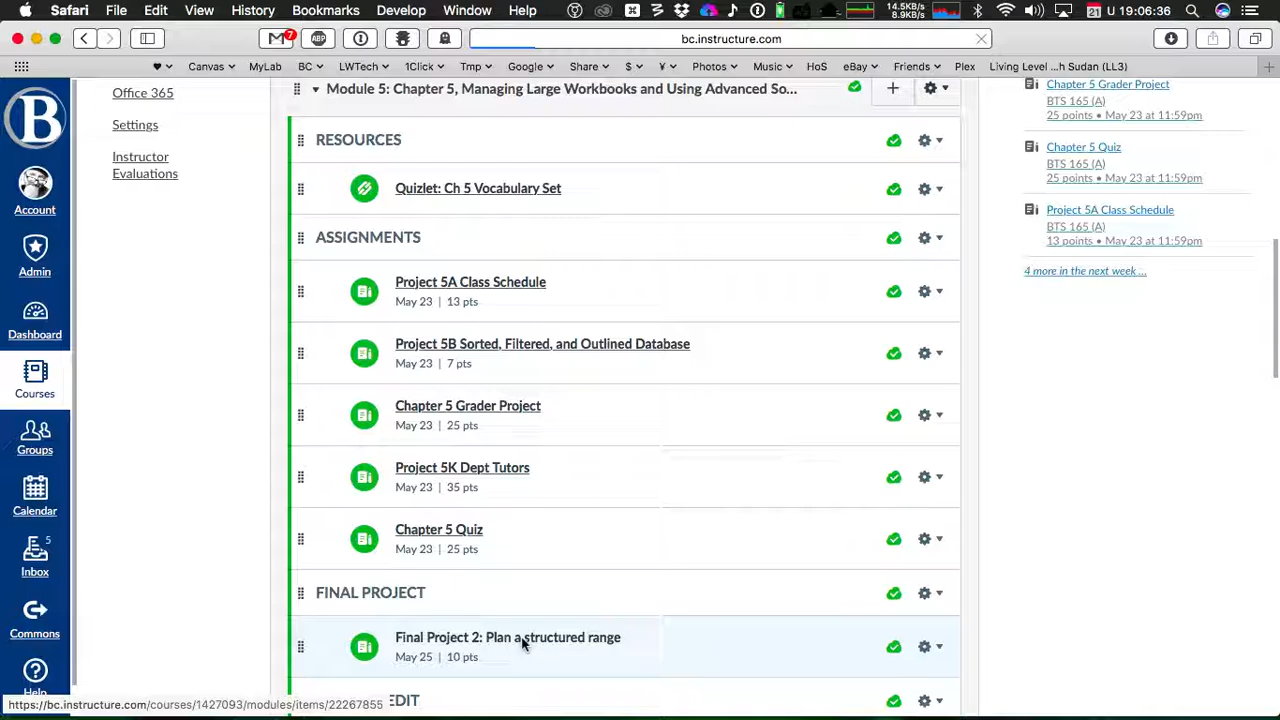 Safari File Edit View History Bookmarks Develop Window Help 14.5KB/s 8.9KB/s 21 U 19:06:36
7 ABP bc.instructure.com
Canvas MyLab BC LWTech 1Click Tmp Google Share $ ¥ Photos Music HoS eBay Friends Plex Living Level ...h Sudan (LL3)
B
Account
Admin
Dashboard
Courses
Groups
Calendar
5
Inbox
Commons
Help
Office 365
Settings
Instructor
Evaluations
Module 5: Chapter 5, Managing Large Workbooks and Using Advanced So...
RESOURCES
Quizlet: Ch 5 Vocabulary Set
ASSIGNMENTS
Project 5A Class Schedule
May 23 | 13 pts
Project 5B Sorted, Filtered, and Outlined Database
May 23 | 7 pts
Chapter 5 Grader Project
May 23 | 25 pts
Project 5K Dept Tutors
May 23 | 35 pts
Chapter 5 Quiz
May 23 | 25 pts
FINAL PROJECT
Final Project 2: Plan a structured range
May 25 | 10 pts
EDIT
Chapter 5 Grader Project
BTS 165 (A)
25 points • May 23 at 11:59pm
Chapter 5 Quiz
BTS 165 (A)
25 points • May 23 at 11:59pm
Project 5A Class Schedule
BTS 165 (A)
13 points • May 23 at 11:59pm
4 more in the next week ...
https://bc.instructure.com/courses/1427093/modules/items/22267855